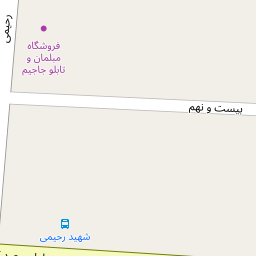 رحیمی
فروشگاه
مبلمان و
تابلو جاجیم
بیست و نهم
شهید رحیمی